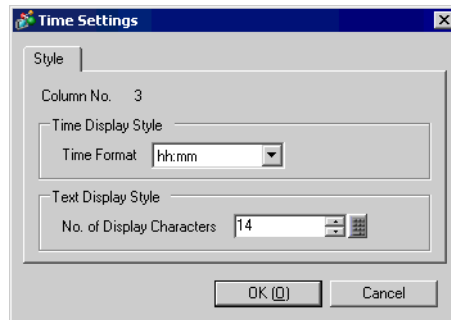 Time Settings
Style
Column No. 3
Time Display Style
Time Format hh:mm
Text Display Style
No. of Display Characters 14
OK (O) Cancel